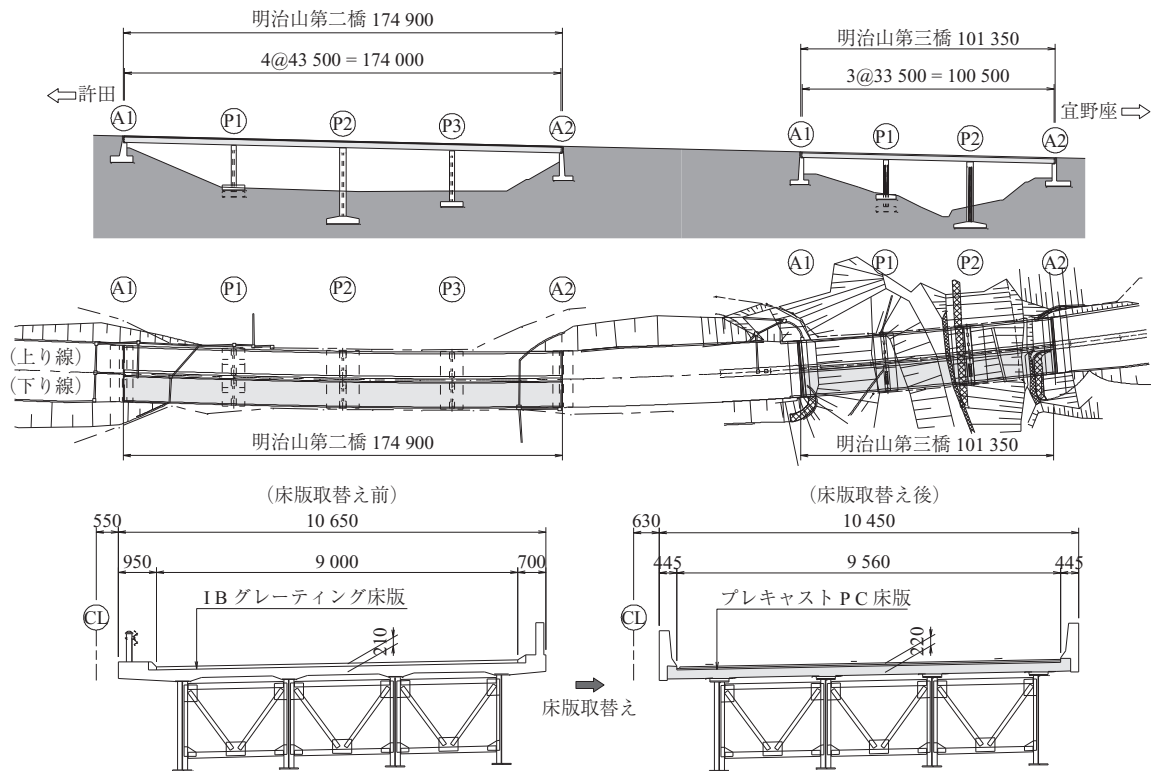 明治山第二橋 174 900
4@43 500 = 174 000
明治山第三橋 101 350
3@33 500 = 100 500
許田
宜野座
A1
P1
P2
P3
A2
A1
P1
P2
A2
A1
P1
P2
P3
A2
A1
P1
P2
A2
(上り線)
(下り線)
明治山第二橋 174 900
明治山第三橋 101 350
(床版取替え前)
550
10 650
950
9 000
700
IBグレーティング床版
CL
210
床版取替え
(床版取替え後)
630
10 450
445
9 560
445
プレキャストPC床版
CL
220